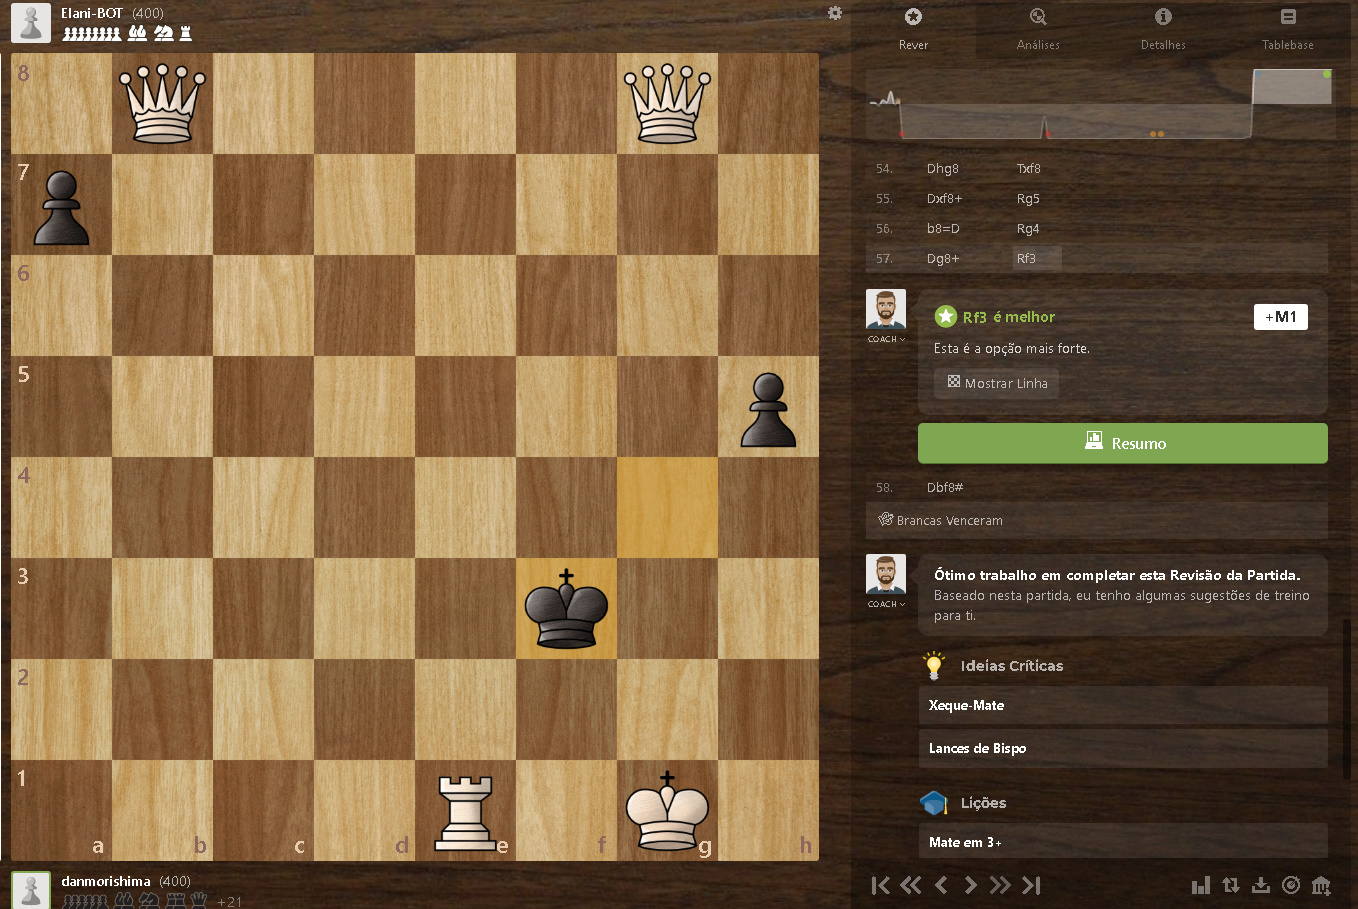 Elani-BOT (400)
8
7
6
5
4
3
2
1
a b c d e f g h
danmorishima (400)
+21
Rever Análises Detalhes Tablebase
54. Dhg8 Txf8
55. Dxf8+ Rg5
56. b8=D Rg4
57. Dg8+ Rf3
COACH
Rf3 é melhor +M1
Esta é a opção mais forte.
Mostrar Linha
Resumo
58. Dbf8#
Brancas Venceram
COACH
Ótimo trabalho em completar esta Revisão da Partida.
Baseado nesta partida, eu tenho algumas sugestões de treino
para ti.
Ideias Críticas
Xeque-Mate
Lances de Bispo
Lições
Mate em 3+